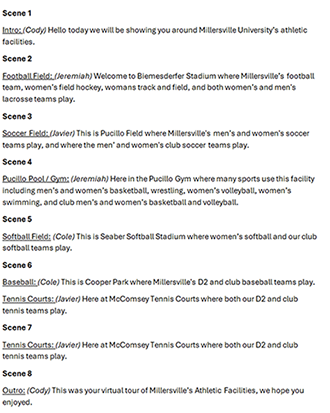 Scene 1
Intro: (Cody) Hello today we will be showing you around Millersville University's athletic
facilities.
Scene 2
Football Field: (Jeremiah) Welcome to Biemesderfer Stadium where Millersville's football
team, women's field hockey, womans track and field, and both women's and men's
lacrosse teams play.
Scene 3
Soccer Field: (Javier) This is Pucillo Field where Millersville's men's and women's soccer
teams play, and where the men' and women's club soccer teams play.
Scene 4
Pucillo Pool / Gym: (Jeremiah) Here in the Pucillo Gym where many sports use this facility
including men's and women's basketball, wrestling, women's volleyball, women's
swimming, and club men's and women's basketball and volleyball.
Scene 5
Softball Field: (Cole) This is Seaber Softball Stadium where women's softball and our club
softball teams play.
Scene 6
Baseball: (Cole) This is Cooper Park where Millersville's D2 and club baseball teams play.
Tennis Courts: (Javier) Here at McComsey Tennis Courts where both our D2 and club
tennis teams play.
Scene 7
Tennis Courts: (Javier) Here at McComsey Tennis Courts where both our D2 and club
tennis teams play.
Scene 8
Outro: (Cody) This was your virtual tour of Millersville's Athletic Facilities, we hope you
enjoyed.